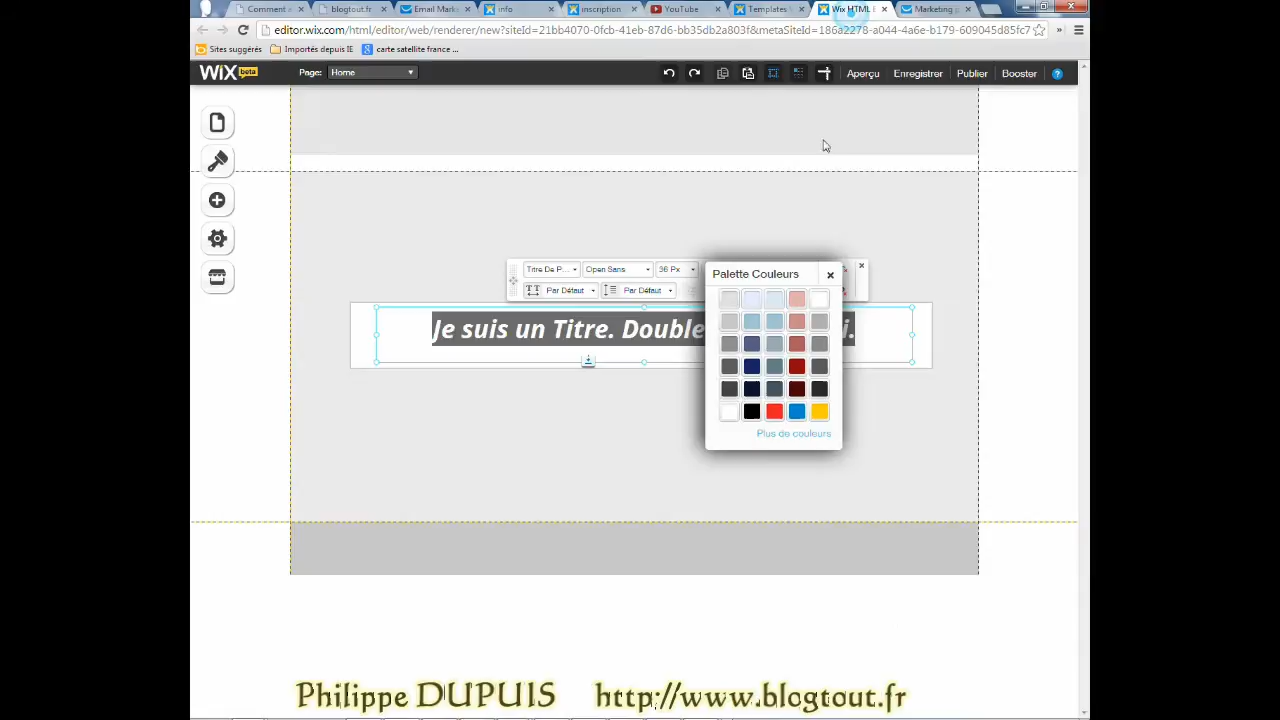 Comment a
blogtout.fr
Email Marke
info
inscription
YouTube
Templates
Wix HTML E
Marketing
editor.wix.com/html/editor/web/renderer/new?siteId=21bb4070-0fcb-41eb-87d6-bb35db2a803f&metaSiteId=186a2278-a044-4a6e-b179-609045d85fc7
Sites suggérés
Importés depuis IE
carte satellite france ...
WiX beta
Page: Home
Aperçu
Enregistrer
Publier
Booster
?
Titre De P...
Open Sans
36 Px
Par Défaut
Par Défaut
Palette Couleurs
Je suis un Titre. Double
i.
Plus de couleurs
Philippe DUPUIS http://www.blogtout.fr